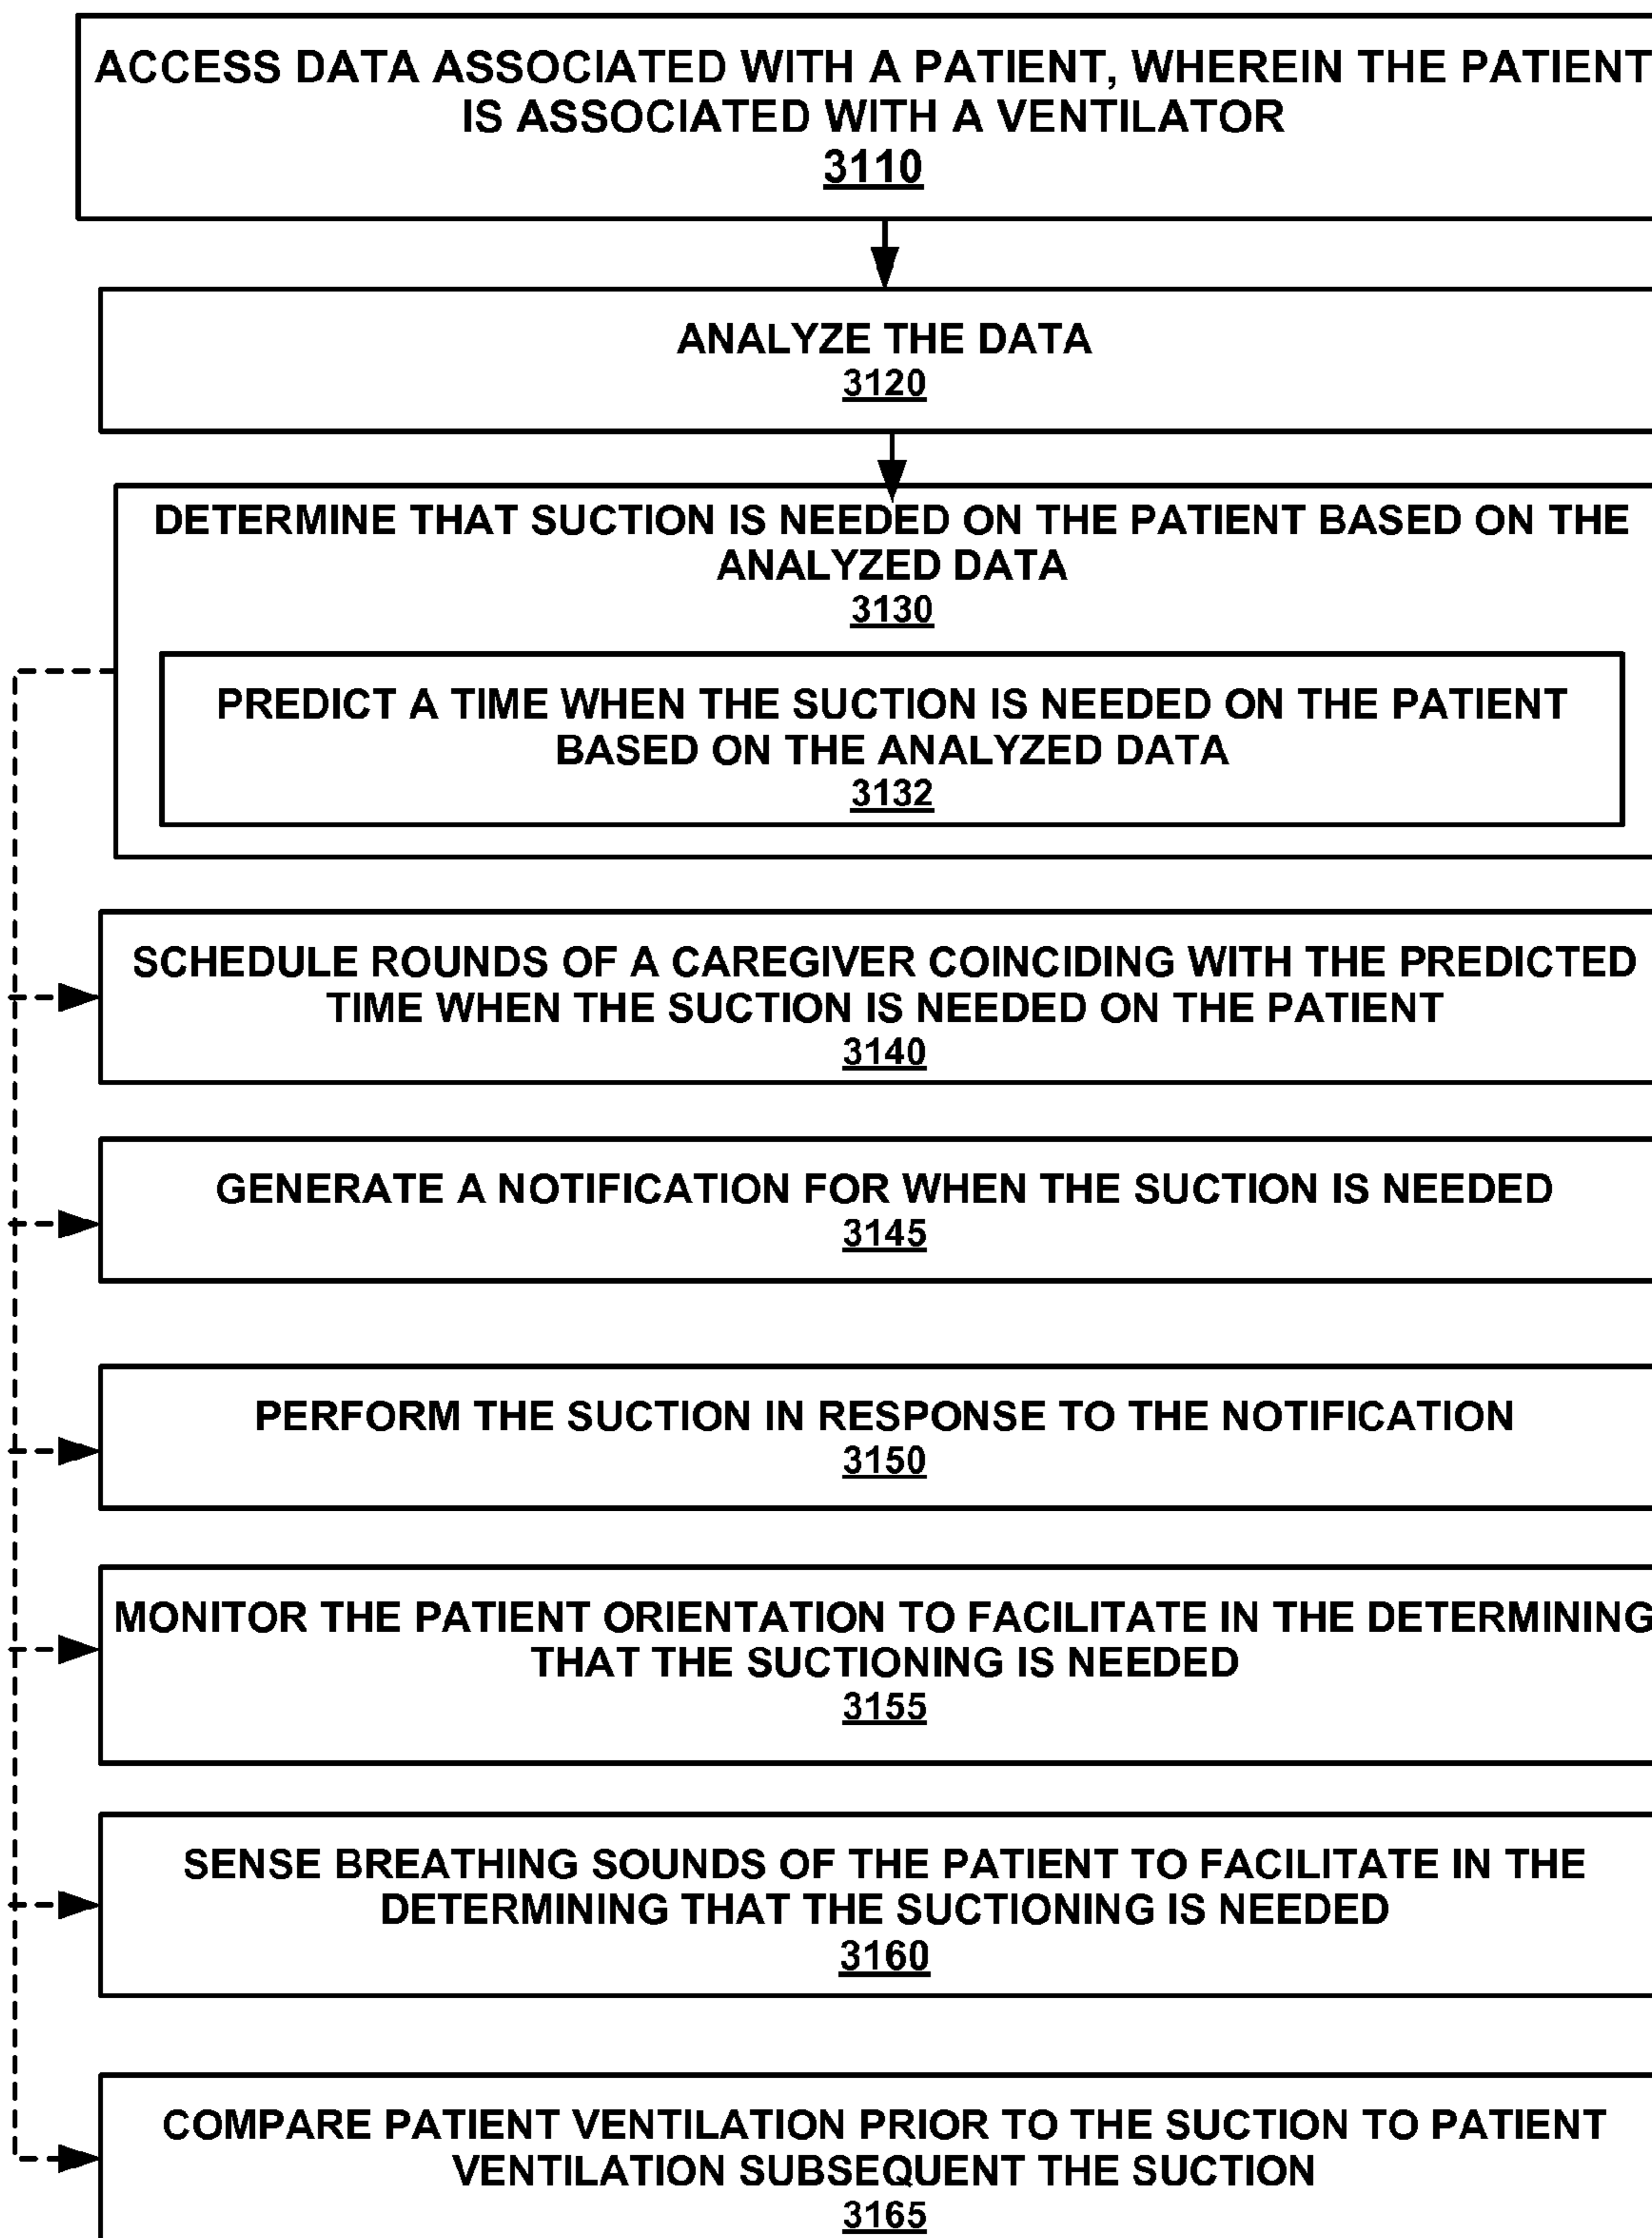 ACCESS DATA ASSOCIATED WITH A PATIENT, WHEREIN THE PATIENT
IS ASSOCIATED WITH A VENTILATOR
3110
ANALYZE THE DATA
3120
DETERMINE THAT SUCTION IS NEEDED ON THE PATIENT BASED ON THE
ANALYZED DATA
3130
PREDICT A TIME WHEN THE SUCTION IS NEEDED ON THE PATIENT
BASED ON THE ANALYZED DATA
3132
SCHEDULE ROUNDS OF A CAREGIVER COINCIDING WITH THE PREDICTED
TIME WHEN THE SUCTION IS NEEDED ON THE PATIENT
3140
GENERATE A NOTIFICATION FOR WHEN THE SUCTION IS NEEDED
3145
PERFORM THE SUCTION IN RESPONSE TO THE NOTIFICATION
3150
MONITOR THE PATIENT ORIENTATION TO FACILITATE IN THE DETERMINING
THAT THE SUCTIONING IS NEEDED
3155
SENSE BREATHING SOUNDS OF THE PATIENT TO FACILITATE IN THE
DETERMINING THAT THE SUCTIONING IS NEEDED
3160
COMPARE PATIENT VENTILATION PRIOR TO THE SUCTION TO PATIENT
VENTILATION SUBSEQUENT THE SUCTION
3165